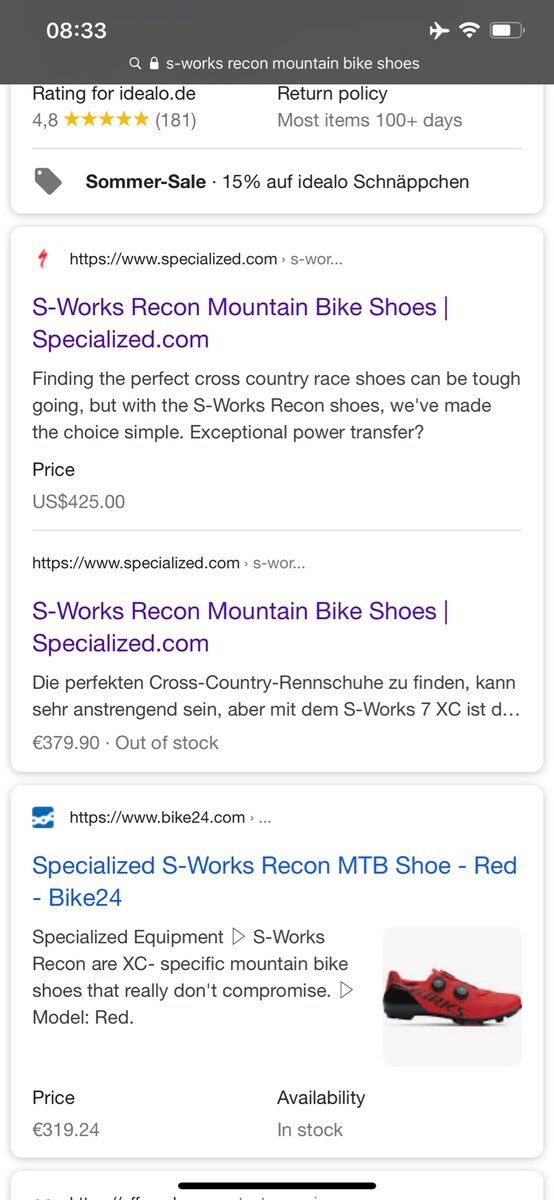 08:33
s-works recon mountain bike shoes
Rating for idealo.de
Return policy
4,8 ★★★★★ (181)
Most items 100+ days
Sommer-Sale · 15% auf idealo Schnäppchen
https://www.specialized.com › s-wor...
S-Works Recon Mountain Bike Shoes |
Specialized.com
Finding the perfect cross country race shoes can be tough
going, but with the S-Works Recon shoes, we've made
the choice simple. Exceptional power transfer?
Price
US$425.00
https://www.specialized.com › s-wor...
S-Works Recon Mountain Bike Shoes |
Specialized.com
Die perfekten Cross-Country-Rennschuhe zu finden, kann
sehr anstrengend sein, aber mit dem S-Works 7 XC ist d...
€379.90 · Out of stock
https://www.bike24.com › ...
Specialized S-Works Recon MTB Shoe - Red
- Bike24
Specialized Equipment ▷ S-Works
Recon are XC- specific mountain bike
shoes that really don't compromise. ▷
Model: Red.
Price
Availability
€319.24
In stock